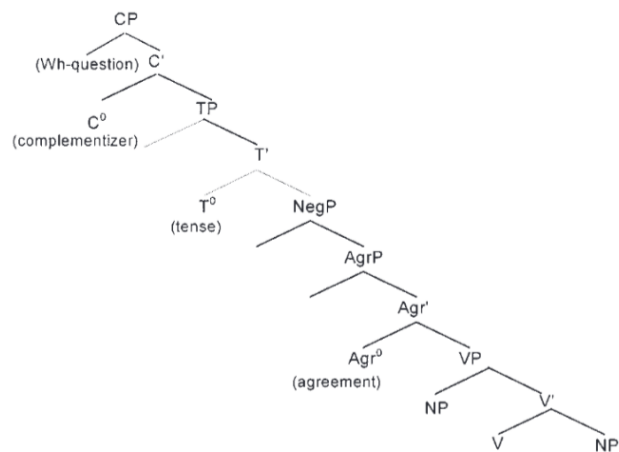 CP
(Wh-question) C'
C⁰ TP
(complementizer)
T'
T⁰ NegP
(tense)
AgrP
Agr'
Agr⁰ VP
(agreement)
NP V'
V NP